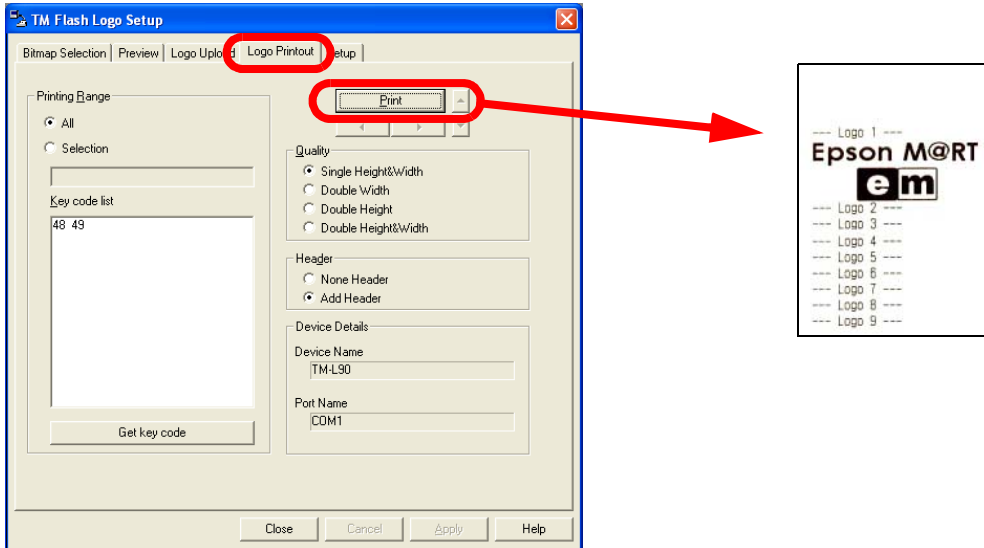 TM Flash Logo Setup
Bitmap Selection Preview Logo Uplo d Logo Printout etup
Printing Range
All
Selection
Key code list
48 49
Get key code
Print
Quality
Single Height&Width
Double Width
Double Height
Double Height&Width
Header
None Header
Add Header
Device Details
Device Name
TM-L90
Port Name
COM1
Close Cancel Apply Help
--- Logo 1 ---
Epson M@RT
em
--- Logo 2 ---
--- Logo 3 ---
--- Logo 4 ---
--- Logo 5 ---
--- Logo 6 ---
--- Logo 7 ---
--- Logo 8 ---
--- Logo 9 ---